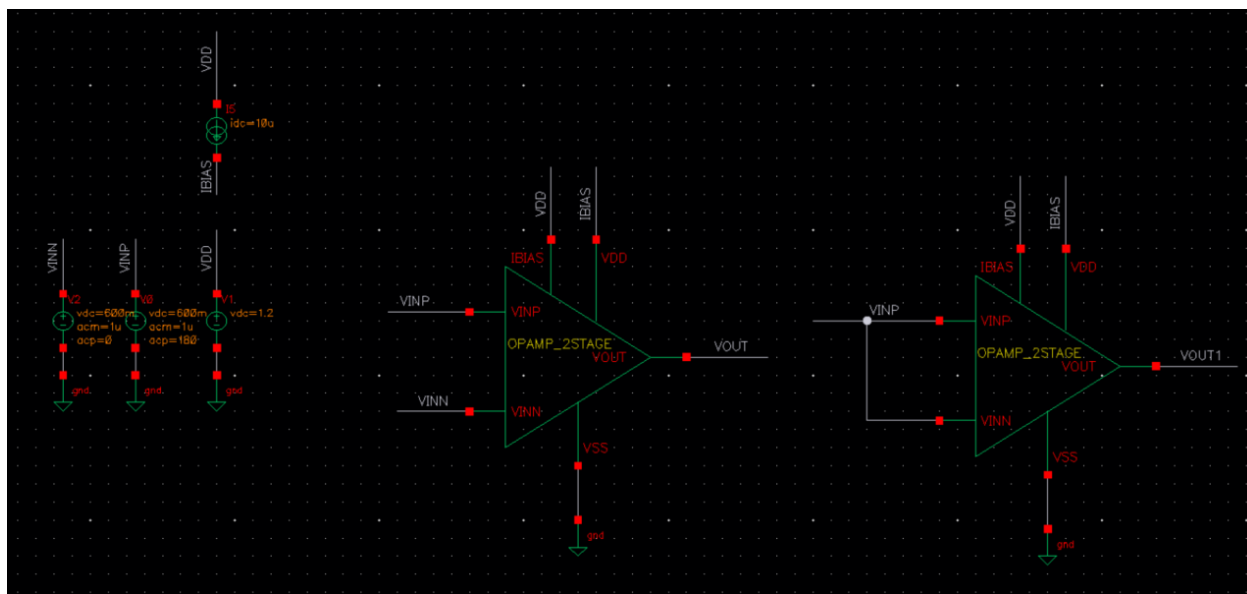 VDD
I5
idc=10u
IBIAS
VINN
VINP
VDD
V2
V0
V1
vdc=600m
vdc=600m
vdc=1.2
acm=1u
acm=1u
acp=0
acp=180
gnd
gnd
gnd
VDD
IBIAS
IBIAS
VDD
VINP
VINP
OPAMP_2STAGE
VOUT
VOUT
VINN
VINN
VSS
gnd
VDD
IBIAS
IBIAS
VDD
VINP
VINP
OPAMP_2STAGE
VOUT
VOUT1
VINN
VSS
gnd